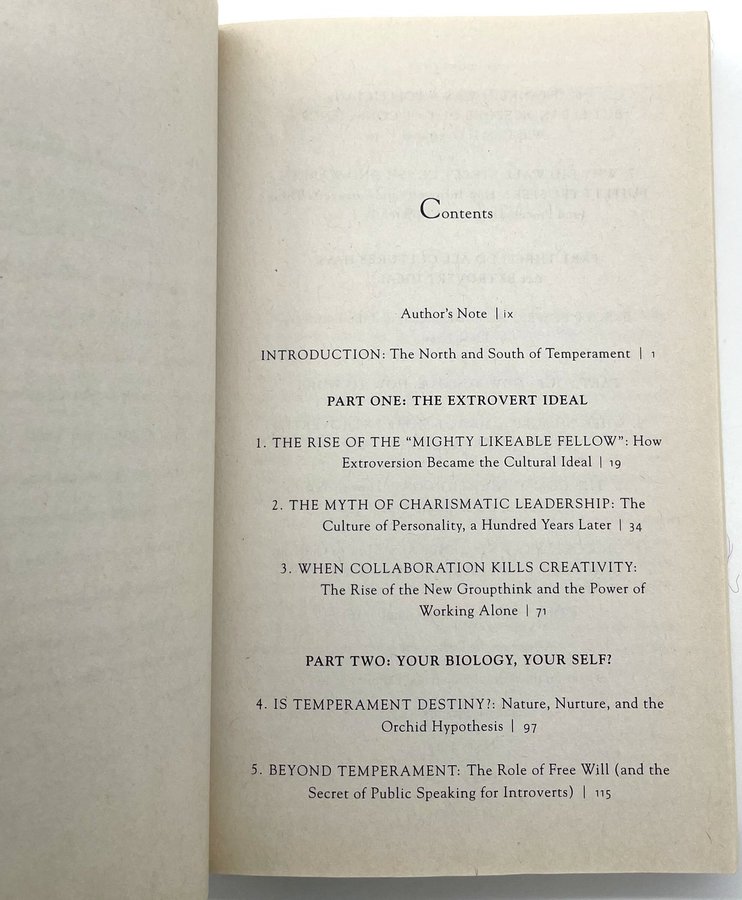 Contents
Author's Note | ix
INTRODUCTION: The North and South of Temperament | 1
PART ONE: THE EXTROVERT IDEAL
1. THE RISE OF THE “MIGHTY LIKEABLE FELLOW”: How
Extroversion Became the Cultural Ideal | 19
2. THE MYTH OF CHARISMATIC LEADERSHIP: The
Culture of Personality, a Hundred Years Later | 34
3. WHEN COLLABORATION KILLS CREATIVITY:
The Rise of the New Groupthink and the Power of
Working Alone | 71
PART TWO: YOUR BIOLOGY, YOUR SELF?
4. IS TEMPERAMENT DESTINY?: Nature, Nurture, and the
Orchid Hypothesis | 97
5. BEYOND TEMPERAMENT: The Role of Free Will (and the
Secret of Public Speaking for Introverts) | 115